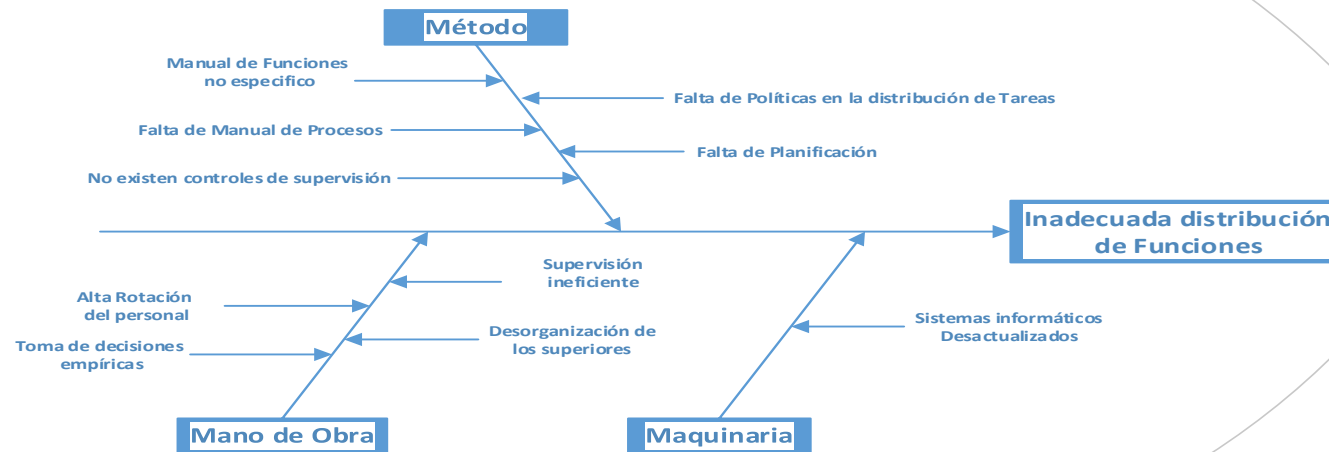 Método
Manual de Funciones
no especifico
Falta de Políticas en la distribución de Tareas
Falta de Manual de Procesos
Falta de Planificación
No existen controles de supervisión
Inadecuada distribución
de Funciones
Supervisión
ineficiente
Alta Rotación
del personal
Sistemas informáticos
Desactualizados
Desorganización de
los superiores
Toma de decisiones
empíricas
Mano de Obra
Maquinaria